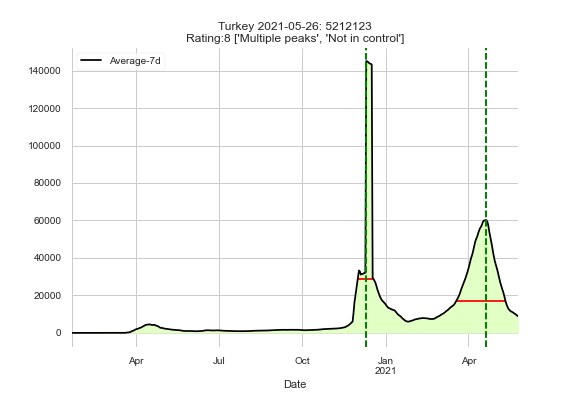 Turkey 2021-05-26: 5212123
Rating:8 ['Multiple peaks', 'Not in control']
Average-7d
140000
120000
100000
80000
60000
40000
20000
0
Apr
Jul
Oct
Jan
2021
Apr
Date